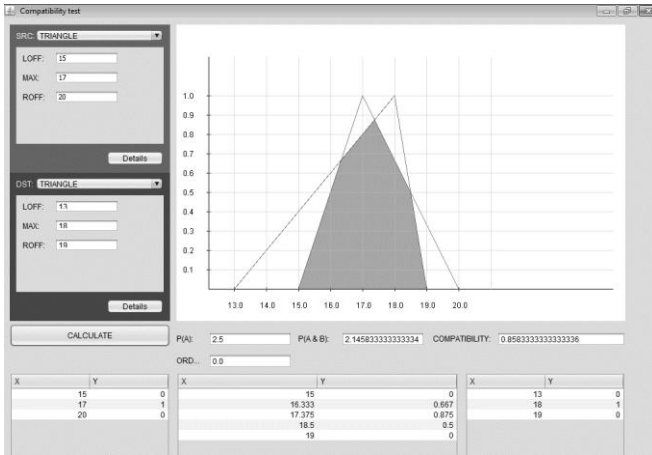 Compatibility test
SRC: TRIANGLE
LOFF: 15
MAX: 17
ROFF: 20
Details
DST: TRIANGLE
LOFF: 13
MAX: 18
ROFF: 19
Details
CALCULATE
1.0
0.9
0.8
0.7
0.6
0.5
0.4
0.3
0.2
0.1
13.0 14.0 15.0 16.0 17.0 18.0 19.0 20.0
P(A): 2.5 P(A & B): 2.145833333333334 COMPATIBILITY: 0.8583333333333336
ORD... 0.0
X Y
15 0
17 1
20 0
X Y
15 0
16.333 0.667
17.375 0.875
18.5 0.5
19 0
X Y
13 0
18 1
19 0